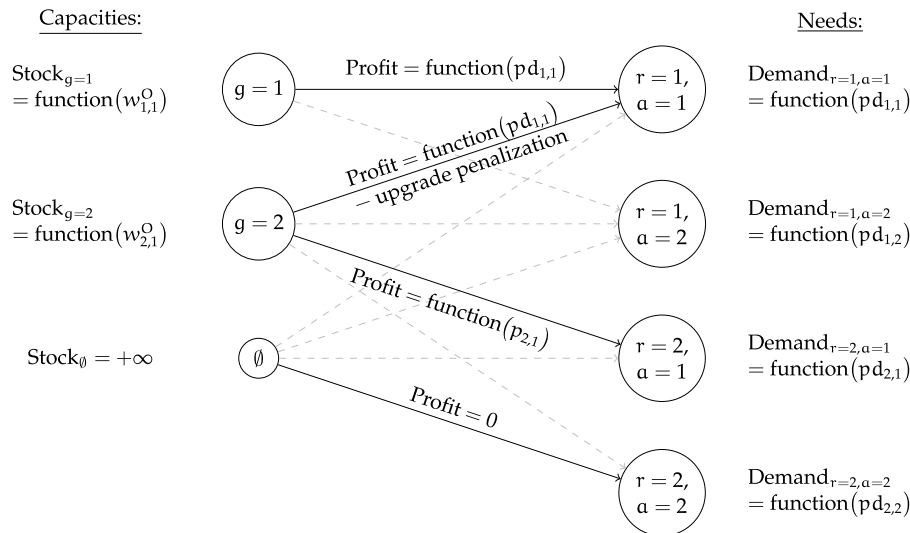 Capacities:
Needs:
Stock_{g=1}
= function(w^O_{1,1})
g = 1
Profit = function(pd_{1,1})
r = 1,
a = 1
Demand_{r=1,a=1}
= function(pd_{1,1})
Profit = function(pd_{1,1})
− upgrade penalization
Stock_{g=2}
= function(w^O_{2,1})
g = 2
r = 1,
a = 2
Demand_{r=1,a=2}
= function(pd_{1,2})
Profit = function(p_{2,1})
Stock_∅ = +∞
∅
r = 2,
a = 1
Demand_{r=2,a=1}
= function(pd_{2,1})
Profit = 0
r = 2,
a = 2
Demand_{r=2,a=2}
= function(pd_{2,2})